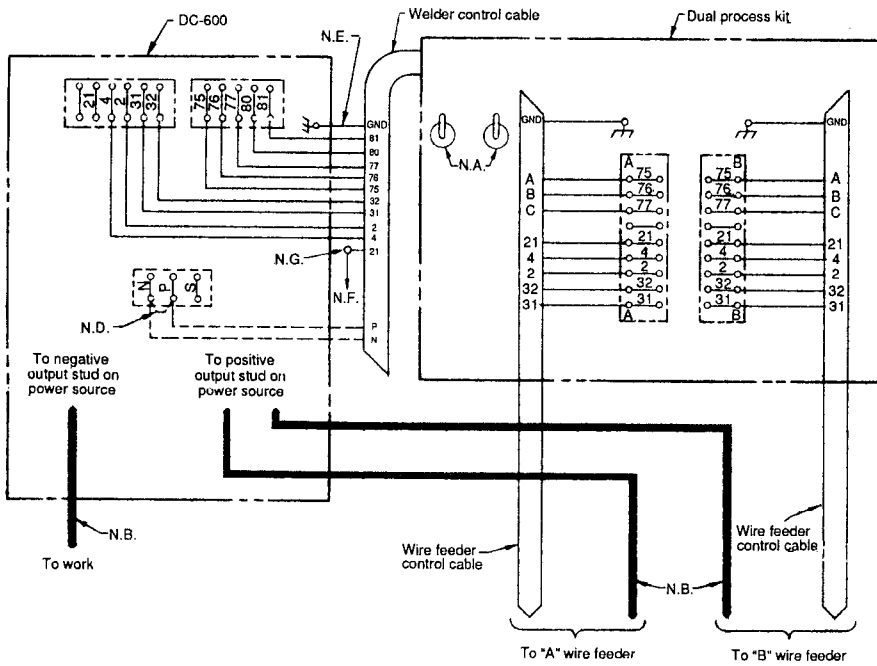 DC-600
Welder control cable
Dual process kit
N.E.
21
4
2
31
32
75
76
77
80
81
GND
81
80
77
76
75
32
31
2
4
21
P
N
N.G.
N.F.
N
P
S
N.D.
To negative
output stud on
power source
To positive
output stud on
power source
N.B.
To work
GND
A
B
C
21
4
2
32
31
N.A.
A
75
76
77
21
4
2
32
31
A
B
75
76
77
21
4
2
32
31
B
GND
A
B
C
21
4
2
32
31
Wire feeder
control cable
N.B.
Wire feeder
control cable
To "A" wire feeder
To "B" wire feeder